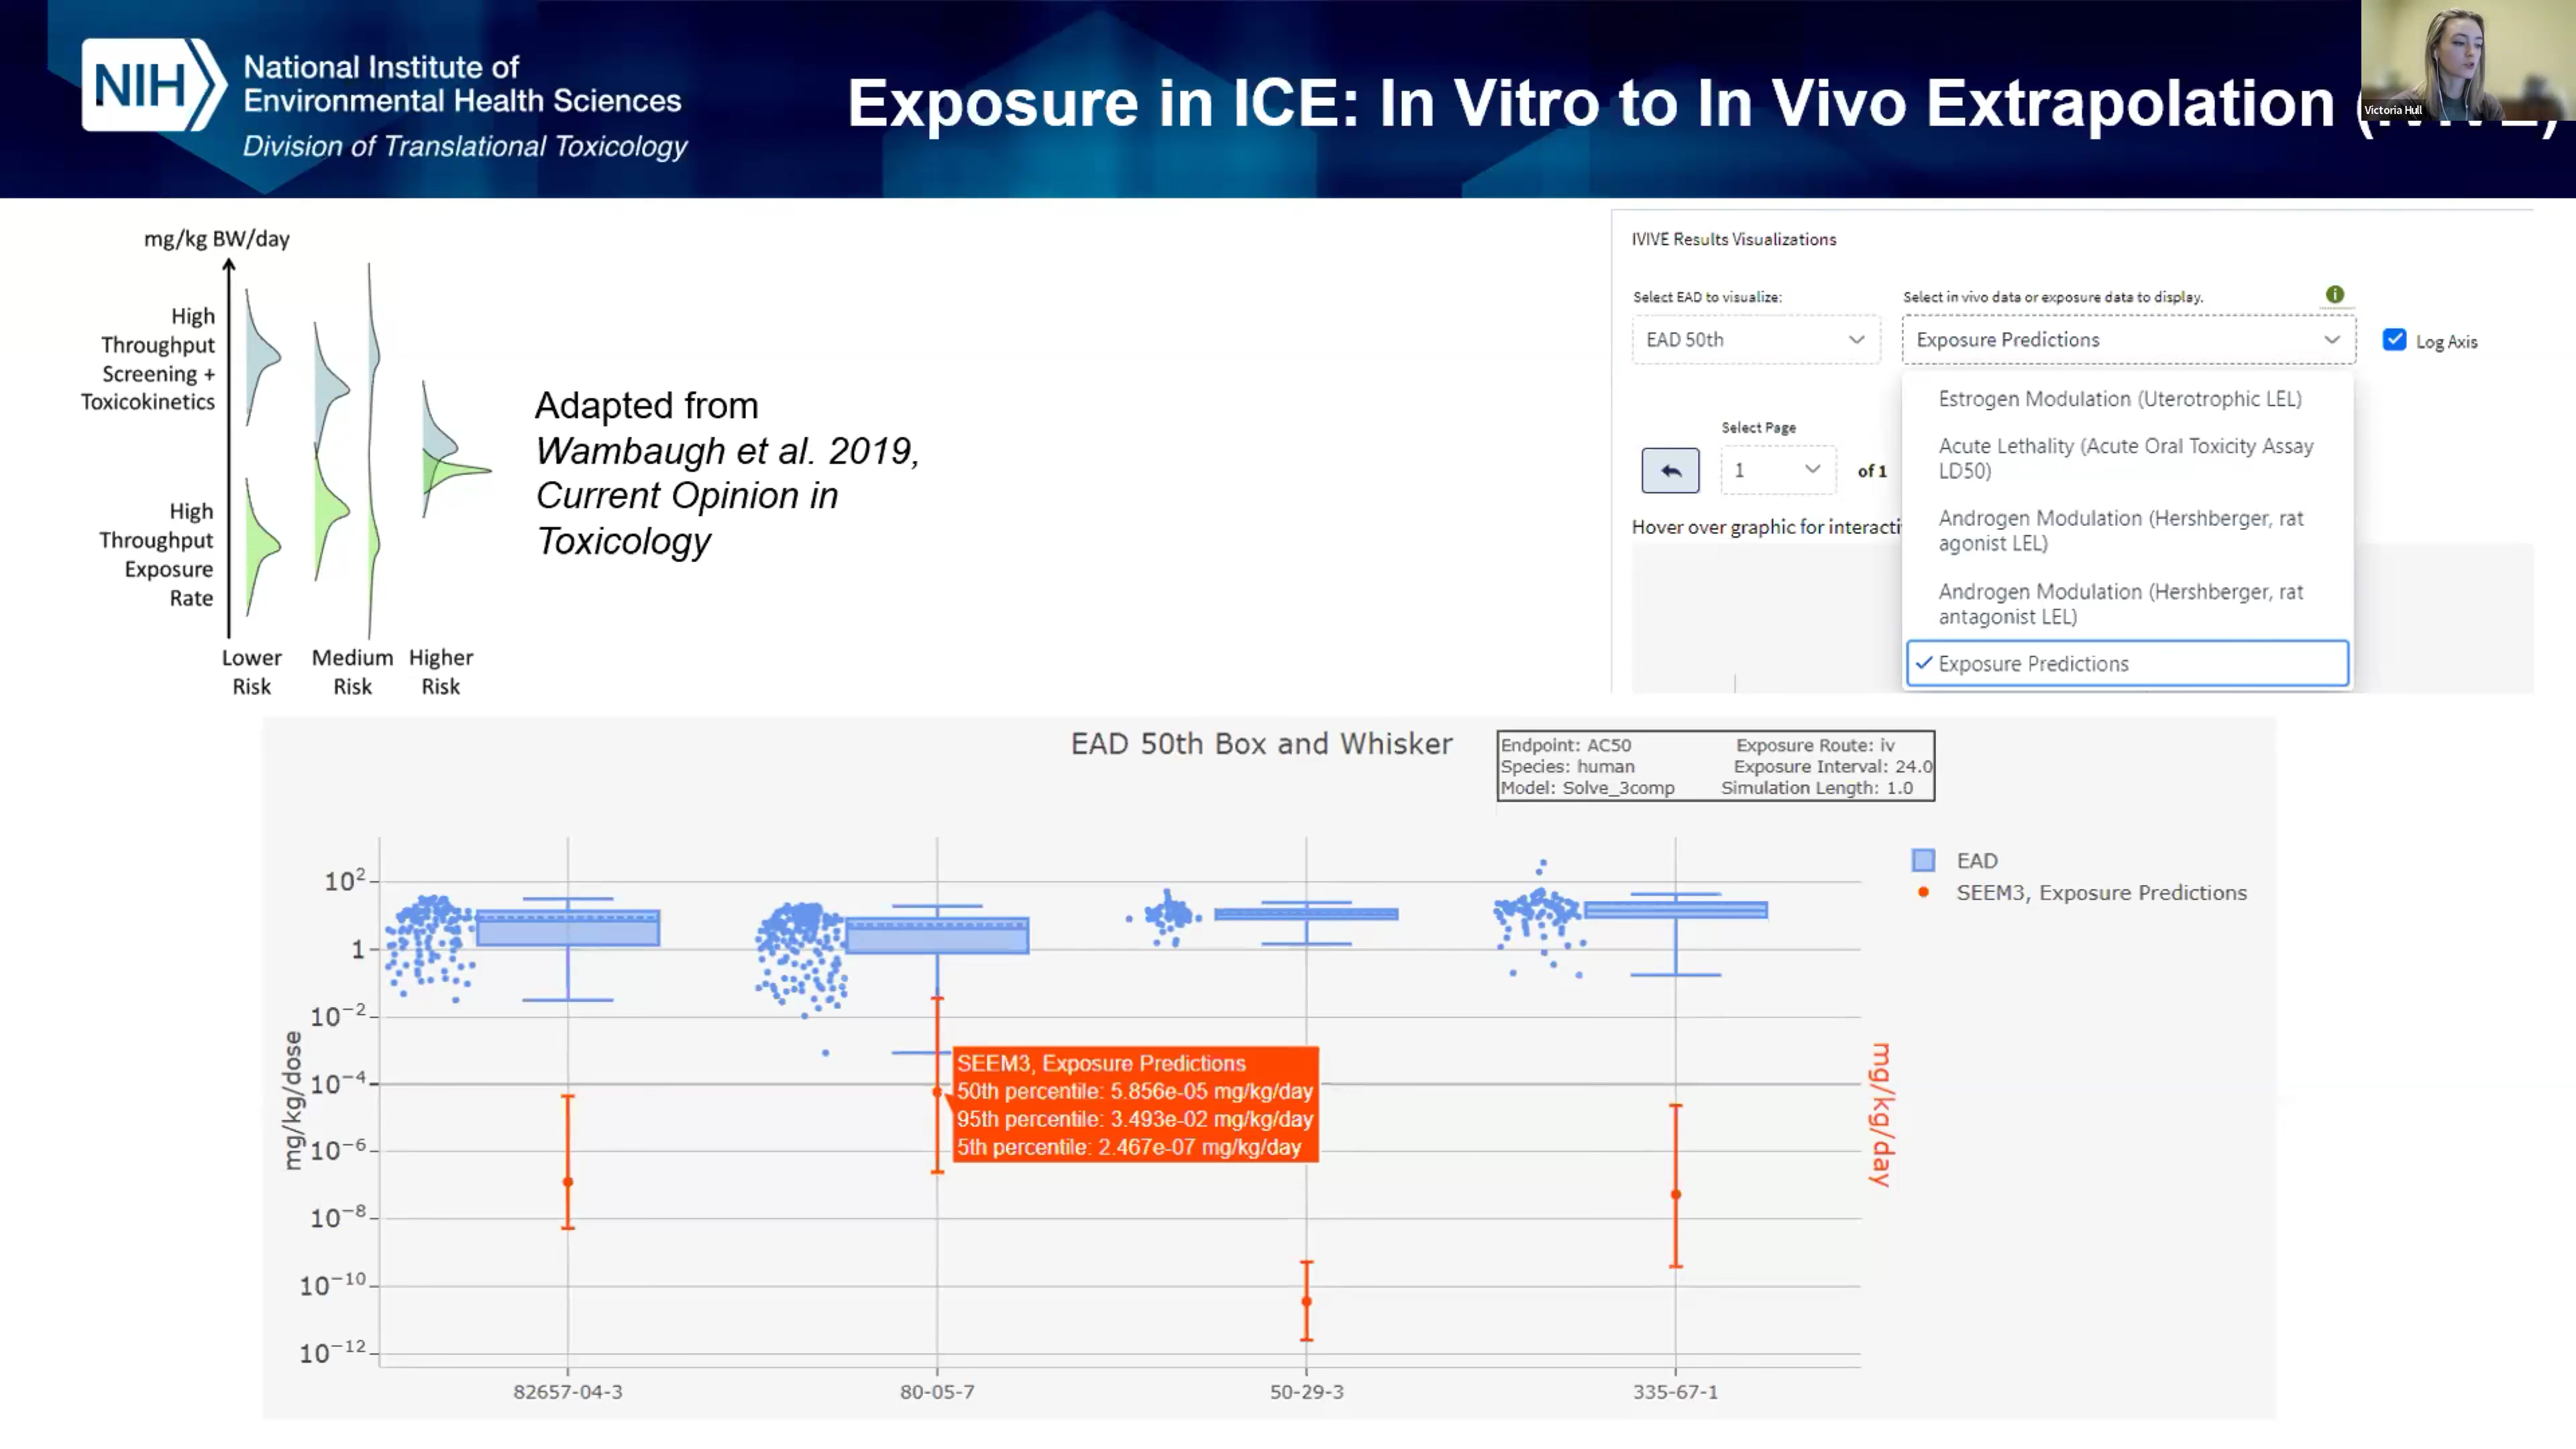 NIH
National Institute of
Environmental Health Sciences
Division of Translational Toxicology
Exposure in ICE: In Vitro to In Vivo Extrapolation
Victoria Hull
mg/kg BW/day
High
Throughput
Screening +
Toxicokinetics
High
Throughput
Exposure
Rate
Lower
Risk
Medium
Risk
Higher
Risk
Adapted from
Wambaugh et al. 2019,
Current Opinion in
Toxicology
IVIVE Results Visualizations
Select EAD to visualize:
EAD 50th
Select in vivo data or exposure data to display.
i
Exposure Predictions
Log Axis
Estrogen Modulation (Uterotrophic LEL)
Acute Lethality (Acute Oral Toxicity Assay
LD50)
Androgen Modulation (Hershberger, rat
agonist LEL)
Androgen Modulation (Hershberger, rat
antagonist LEL)
Exposure Predictions
Select Page
1
of 1
Hover over graphic for interacti
EAD 50th Box and Whisker
Endpoint: AC50 Exposure Route: iv
Species: human Exposure Interval: 24.0
Model: Solve_3comp Simulation Length: 1.0
EAD
SEEM3, Exposure Predictions
mg/kg/dose
10²
1
10⁻²
10⁻⁴
10⁻⁶
10⁻⁸
10⁻¹⁰
10⁻¹²
SEEM3, Exposure Predictions
50th percentile: 5.856e-05 mg/kg/day
95th percentile: 3.493e-02 mg/kg/day
5th percentile: 2.467e-07 mg/kg/day
mg/kg/day
82657-04-3
80-05-7
50-29-3
335-67-1